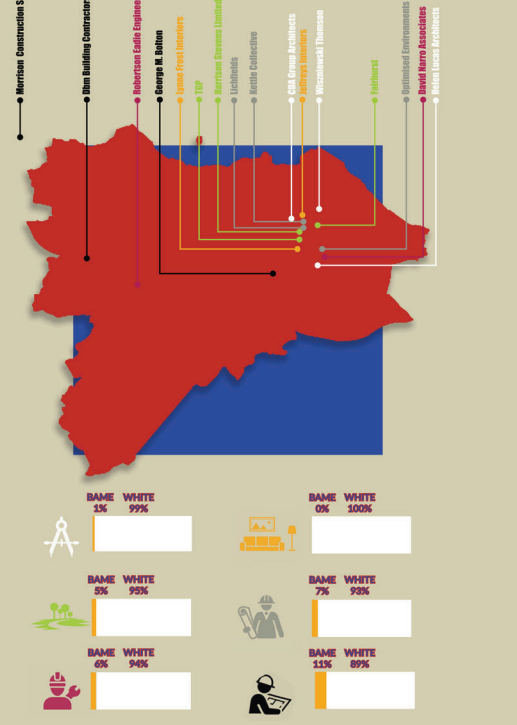 Morrison Construction S
Dbm Building Contractor
Robertson Eadie Enginee
George M. Bolton
Lynne Frost Interiors
TGP
Harrison Stevens Limited
Lichfields
Kettle Collective
CDA Group Architects
Jeffreys Interiors
Wiszniewski Thomson
Fairhurst
Optimised Environments
David Narro Associates
Helen Lucas Architects
BAME WHITE
1% 99%
BAME WHITE
0% 100%
BAME WHITE
5% 95%
BAME WHITE
7% 93%
BAME WHITE
6% 94%
BAME WHITE
11% 89%